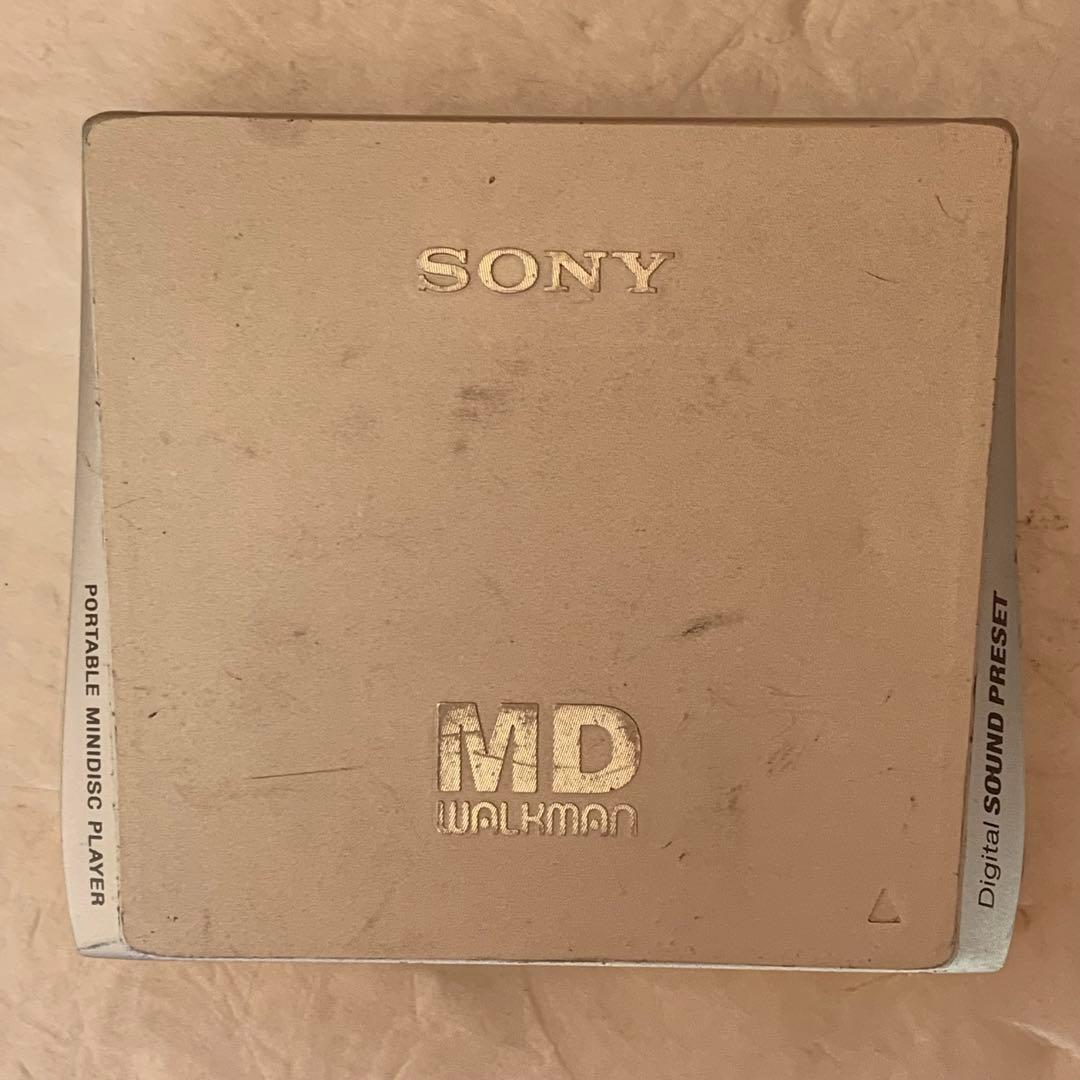 SONY
MD
WALKMAN
PORTABLE MINIDISC PLAYER
Digital SOUND PRESET